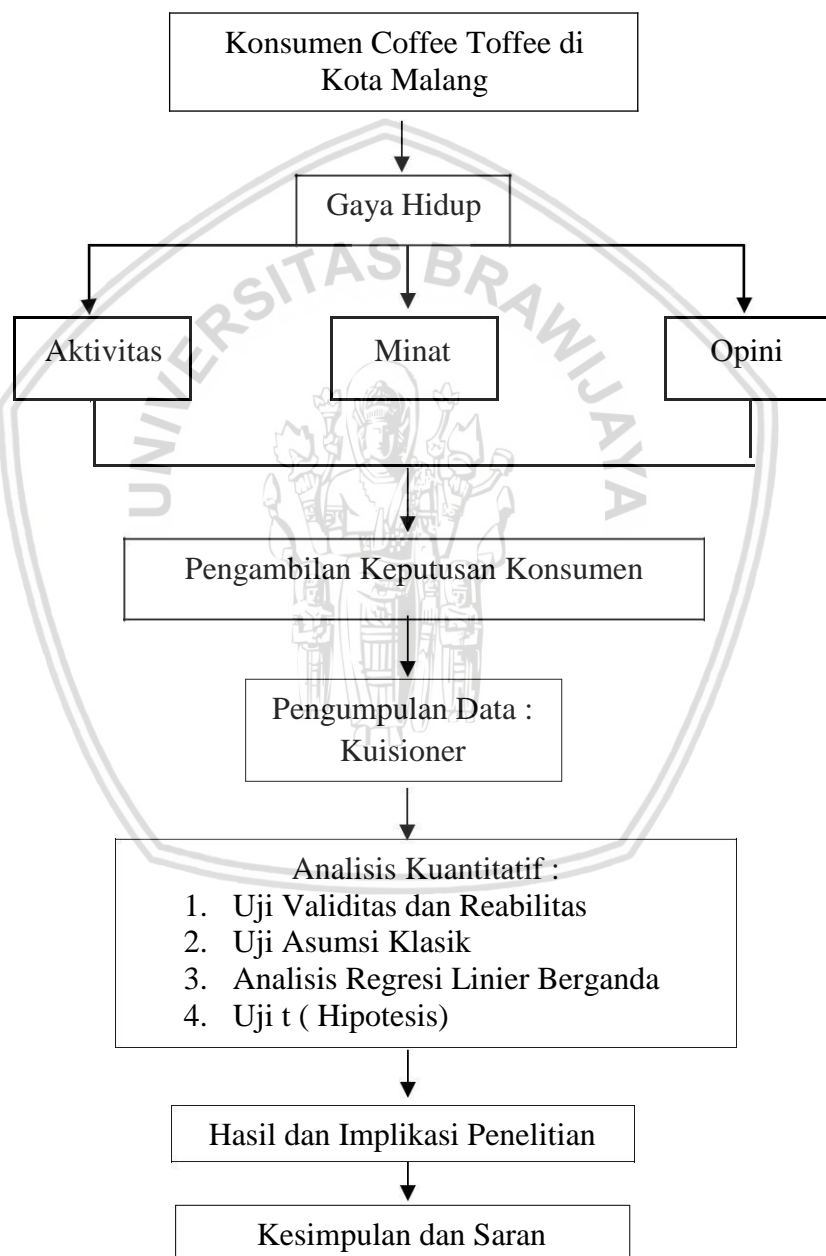 Konsumen Coffee Toffee di
Kota Malang
Gaya Hidup
UNIVERSITAS BRAWIJAYA
Aktivitas
Minat
Opini
Pengambilan Keputusan Konsumen
Pengumpulan Data :
Kuisioner
Analisis Kuantitatif :
1. Uji Validitas dan Reabilitas
2. Uji Asumsi Klasik
3. Analisis Regresi Linier Berganda
4. Uji t ( Hipotesis)
Hasil dan Implikasi Penelitian
Kesimpulan dan Saran